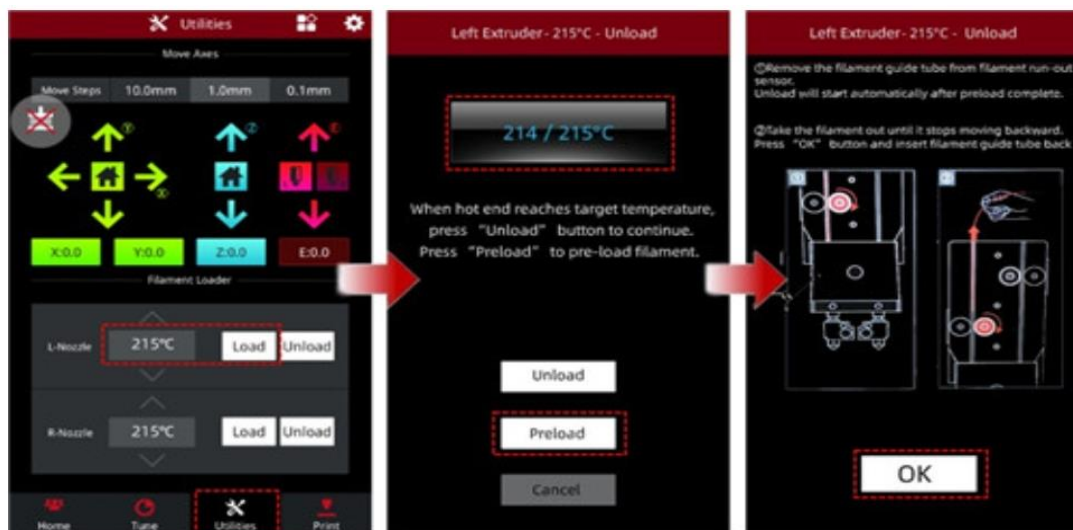 Utilities
Move Axes
Move Steps 10.0mm 1.0mm 0.1mm
Y
X
Z
E
X:0.0 Y:0.0 Z:0.0 E:0.0
Filament Loader
L-Nozzle 215°C Load Unload
R-Nozzle 215°C Load Unload
Home Tune Utilities Print
Left Extruder- 215°C - Unload
214 / 215°C
When hot end reaches target temperature,
press “Unload” button to continue.
Press “Preload” to pre-load filament.
Unload
Preload
Cancel
Left Extruder- 215°C - Unload
①Remove the filament guide tube from filament run-out
sensor.
Unload will start automatically after preload complete.
②Take the filament out until it stops moving backward.
Press “OK” button and insert filament guide tube back
①
②
OK